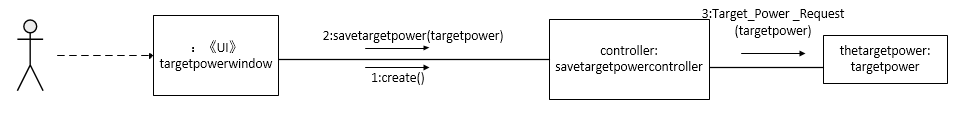 ：《UI》
targetpowerwindow
2:savetargetpower(targetpower)
1:create()
controller:
savetargetpowercontroller
3:Target_Power _Request
(targetpower)
thetargetpower:
targetpower